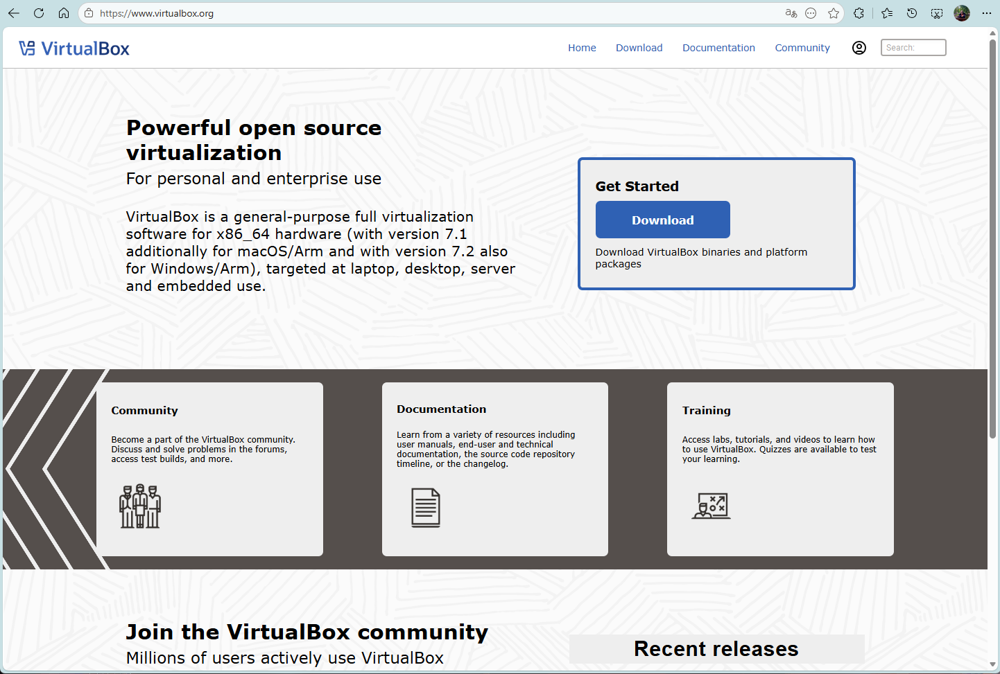 https://www.virtualbox.org
VirtualBox
Home
Download
Documentation
Community
Search:
Powerful open source
virtualization
For personal and enterprise use
VirtualBox is a general-purpose full virtualization
software for x86_64 hardware (with version 7.1
additionally for macOS/Arm and with version 7.2 also
for Windows/Arm), targeted at laptop, desktop, server
and embedded use.
Get Started
Download
Download VirtualBox binaries and platform
packages
Community
Become a part of the VirtualBox community.
Discuss and solve problems in the forums,
access test builds, and more.
Documentation
Learn from a variety of resources including
user manuals, end-user and technical
documentation, the source code repository
timeline, or the changelog.
Training
Access labs, tutorials, and videos to learn how
to use VirtualBox. Quizzes are available to test
your learning.
Join the VirtualBox community
Millions of users actively use VirtualBox
Recent releases